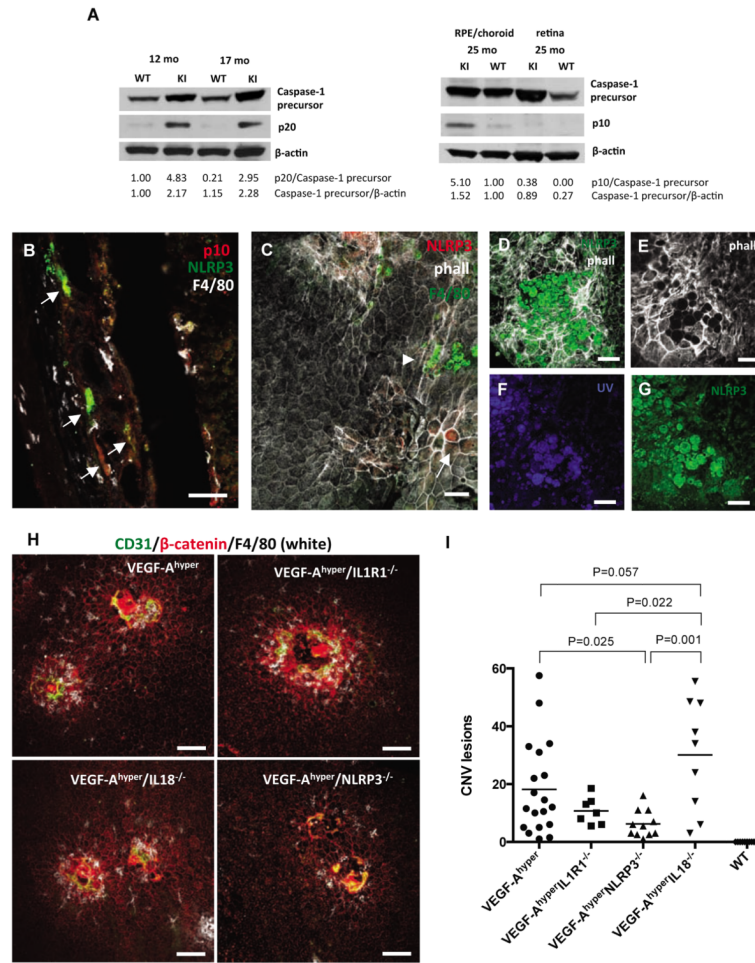 A
12 mo 17 mo
WT KI WT KI
Caspase-1
precursor
p20
β-actin
1.00 4.83 0.21 2.95 p20/Caspase-1 precursor
1.00 2.17 1.15 2.28 Caspase-1 precursor/β-actin
RPE/choroid retina
25 mo 25 mo
KI WT KI WT
Caspase-1
precursor
p10
β-actin
5.10 1.00 0.38 0.00 p10/Caspase-1 precursor
1.52 1.00 0.89 0.27 Caspase-1 precursor/β-actin
B
p10
NLRP3
F4/80
C
NLRP3
phall
F4/80
D
NLRP3
phall
E
phall
F
UV
G
NLRP3
H
CD31/β-catenin/F4/80 (white)
VEGF-A^hyper
VEGF-A^hyper/IL1R1^-/-
VEGF-A^hyper/IL18^-/-
VEGF-A^hyper/NLRP3^-/-
I
P=0.057
P=0.022
P=0.025 P=0.001
60
40
20
0
CNV lesions
VEGF-A^hyper
VEGF-A^hyper IL1R1^-/-
VEGF-A^hyper NLRP3^-/-
VEGF-A^hyper IL18^-/-
WT